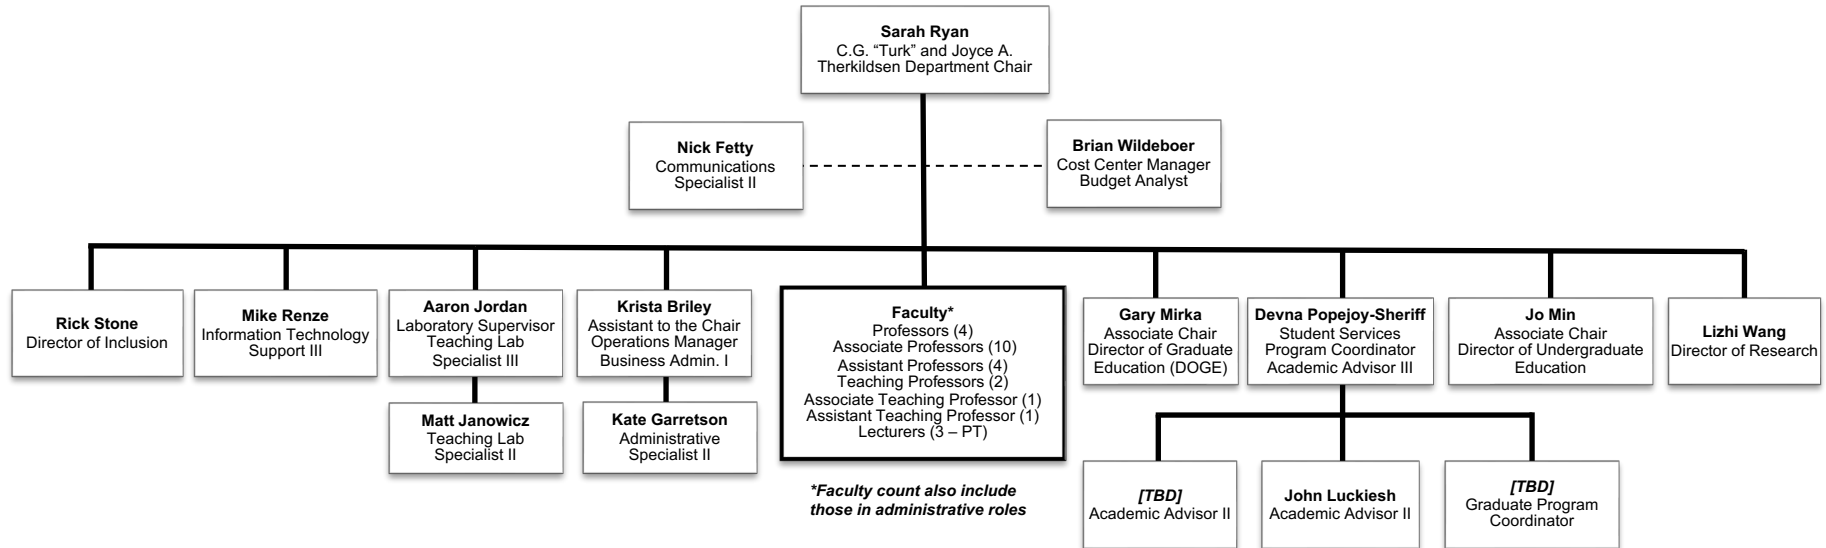 Sarah Ryan
C.G. “Turk” and Joyce A.
Therkildsen Department Chair
Nick Fetty
Communications
Specialist II
Brian Wildeboer
Cost Center Manager
Budget Analyst
Rick Stone
Director of Inclusion
Mike Renze
Information Technology
Support III
Aaron Jordan
Laboratory Supervisor
Teaching Lab
Specialist III
Krista Briley
Assistant to the Chair
Operations Manager
Business Admin. I
Faculty*
Professors (4)
Associate Professors (10)
Assistant Professors (4)
Teaching Professors (2)
Associate Teaching Professor (1)
Assistant Teaching Professor (1)
Lecturers (3 – PT)
Gary Mirka
Associate Chair
Director of Graduate
Education (DOGE)
Devna Popejoy-Sheriff
Student Services
Program Coordinator
Academic Advisor III
Jo Min
Associate Chair
Director of Undergraduate
Education
Lizhi Wang
Director of Research
Matt Janowicz
Teaching Lab
Specialist II
Kate Garretson
Administrative
Specialist II
*Faculty count also include
those in administrative roles
[TBD]
Academic Advisor II
John Luckiesh
Academic Advisor II
[TBD]
Graduate Program
Coordinator